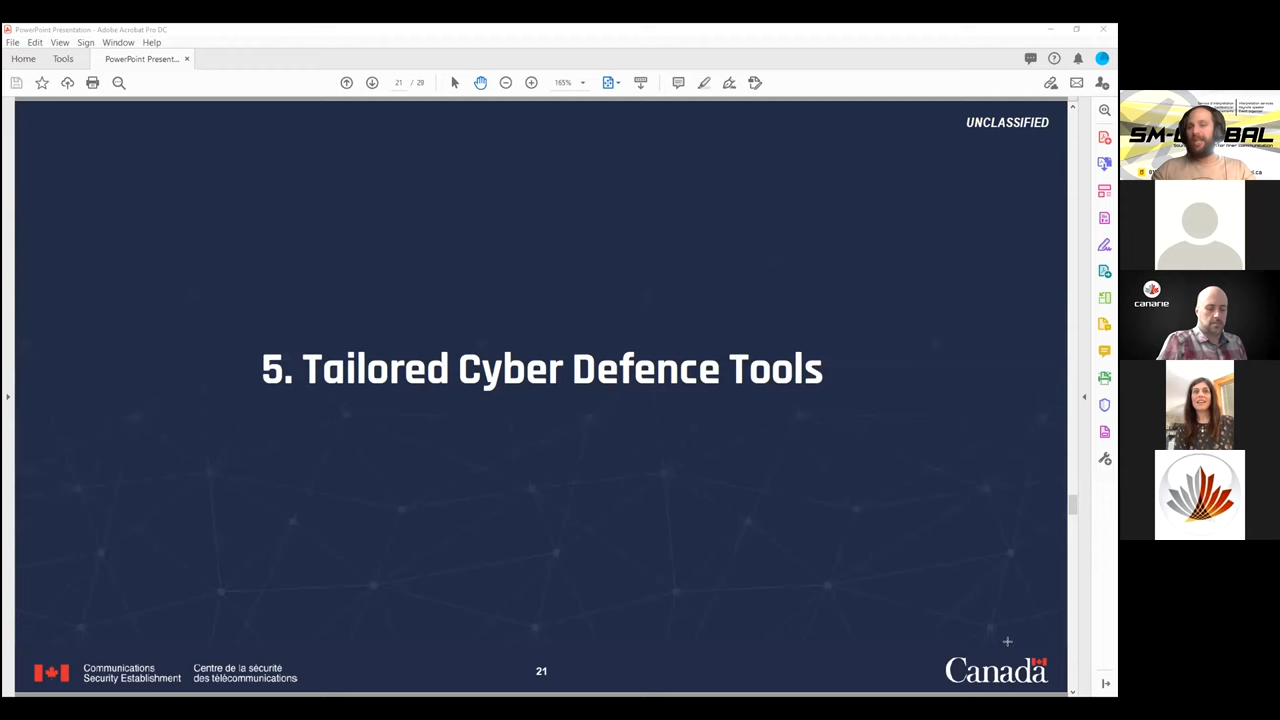 PowerPoint Presentation - Adobe Acrobat Pro DC
File Edit View Sign Window Help
Home Tools PowerPoint Present... ×
21 / 29 165%
UNCLASSIFIED
5. Tailored Cyber Defence Tools
Communications Centre de la sécurité
Security Establishment des télécommunications
21
Canada
canarie